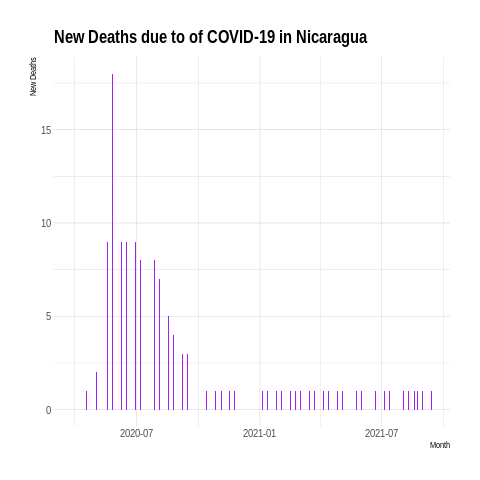 New Deaths due to of COVID-19 in Nicaragua
New Deaths
15
10
5
0
2020-07
2021-01
2021-07
Month